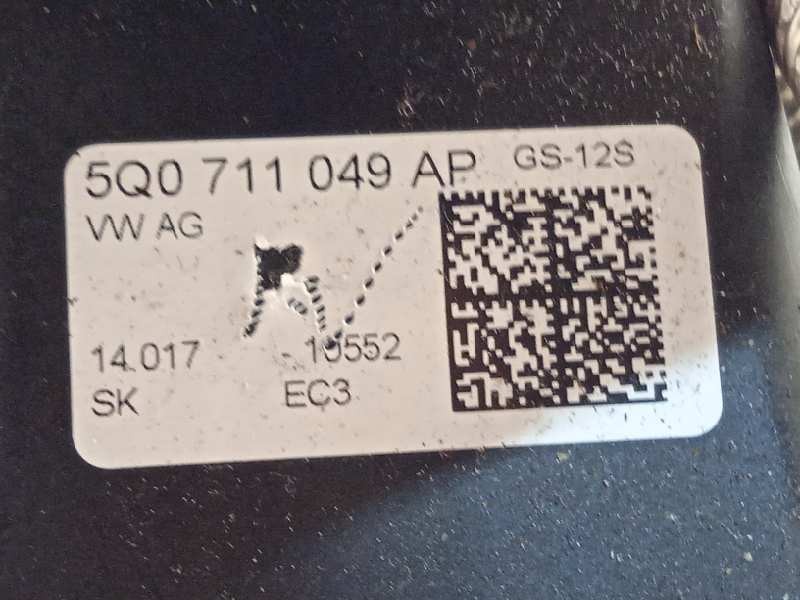 5Q0 711 049 AP GS-12S
VW AG
14.017 - 10552
SK EC3